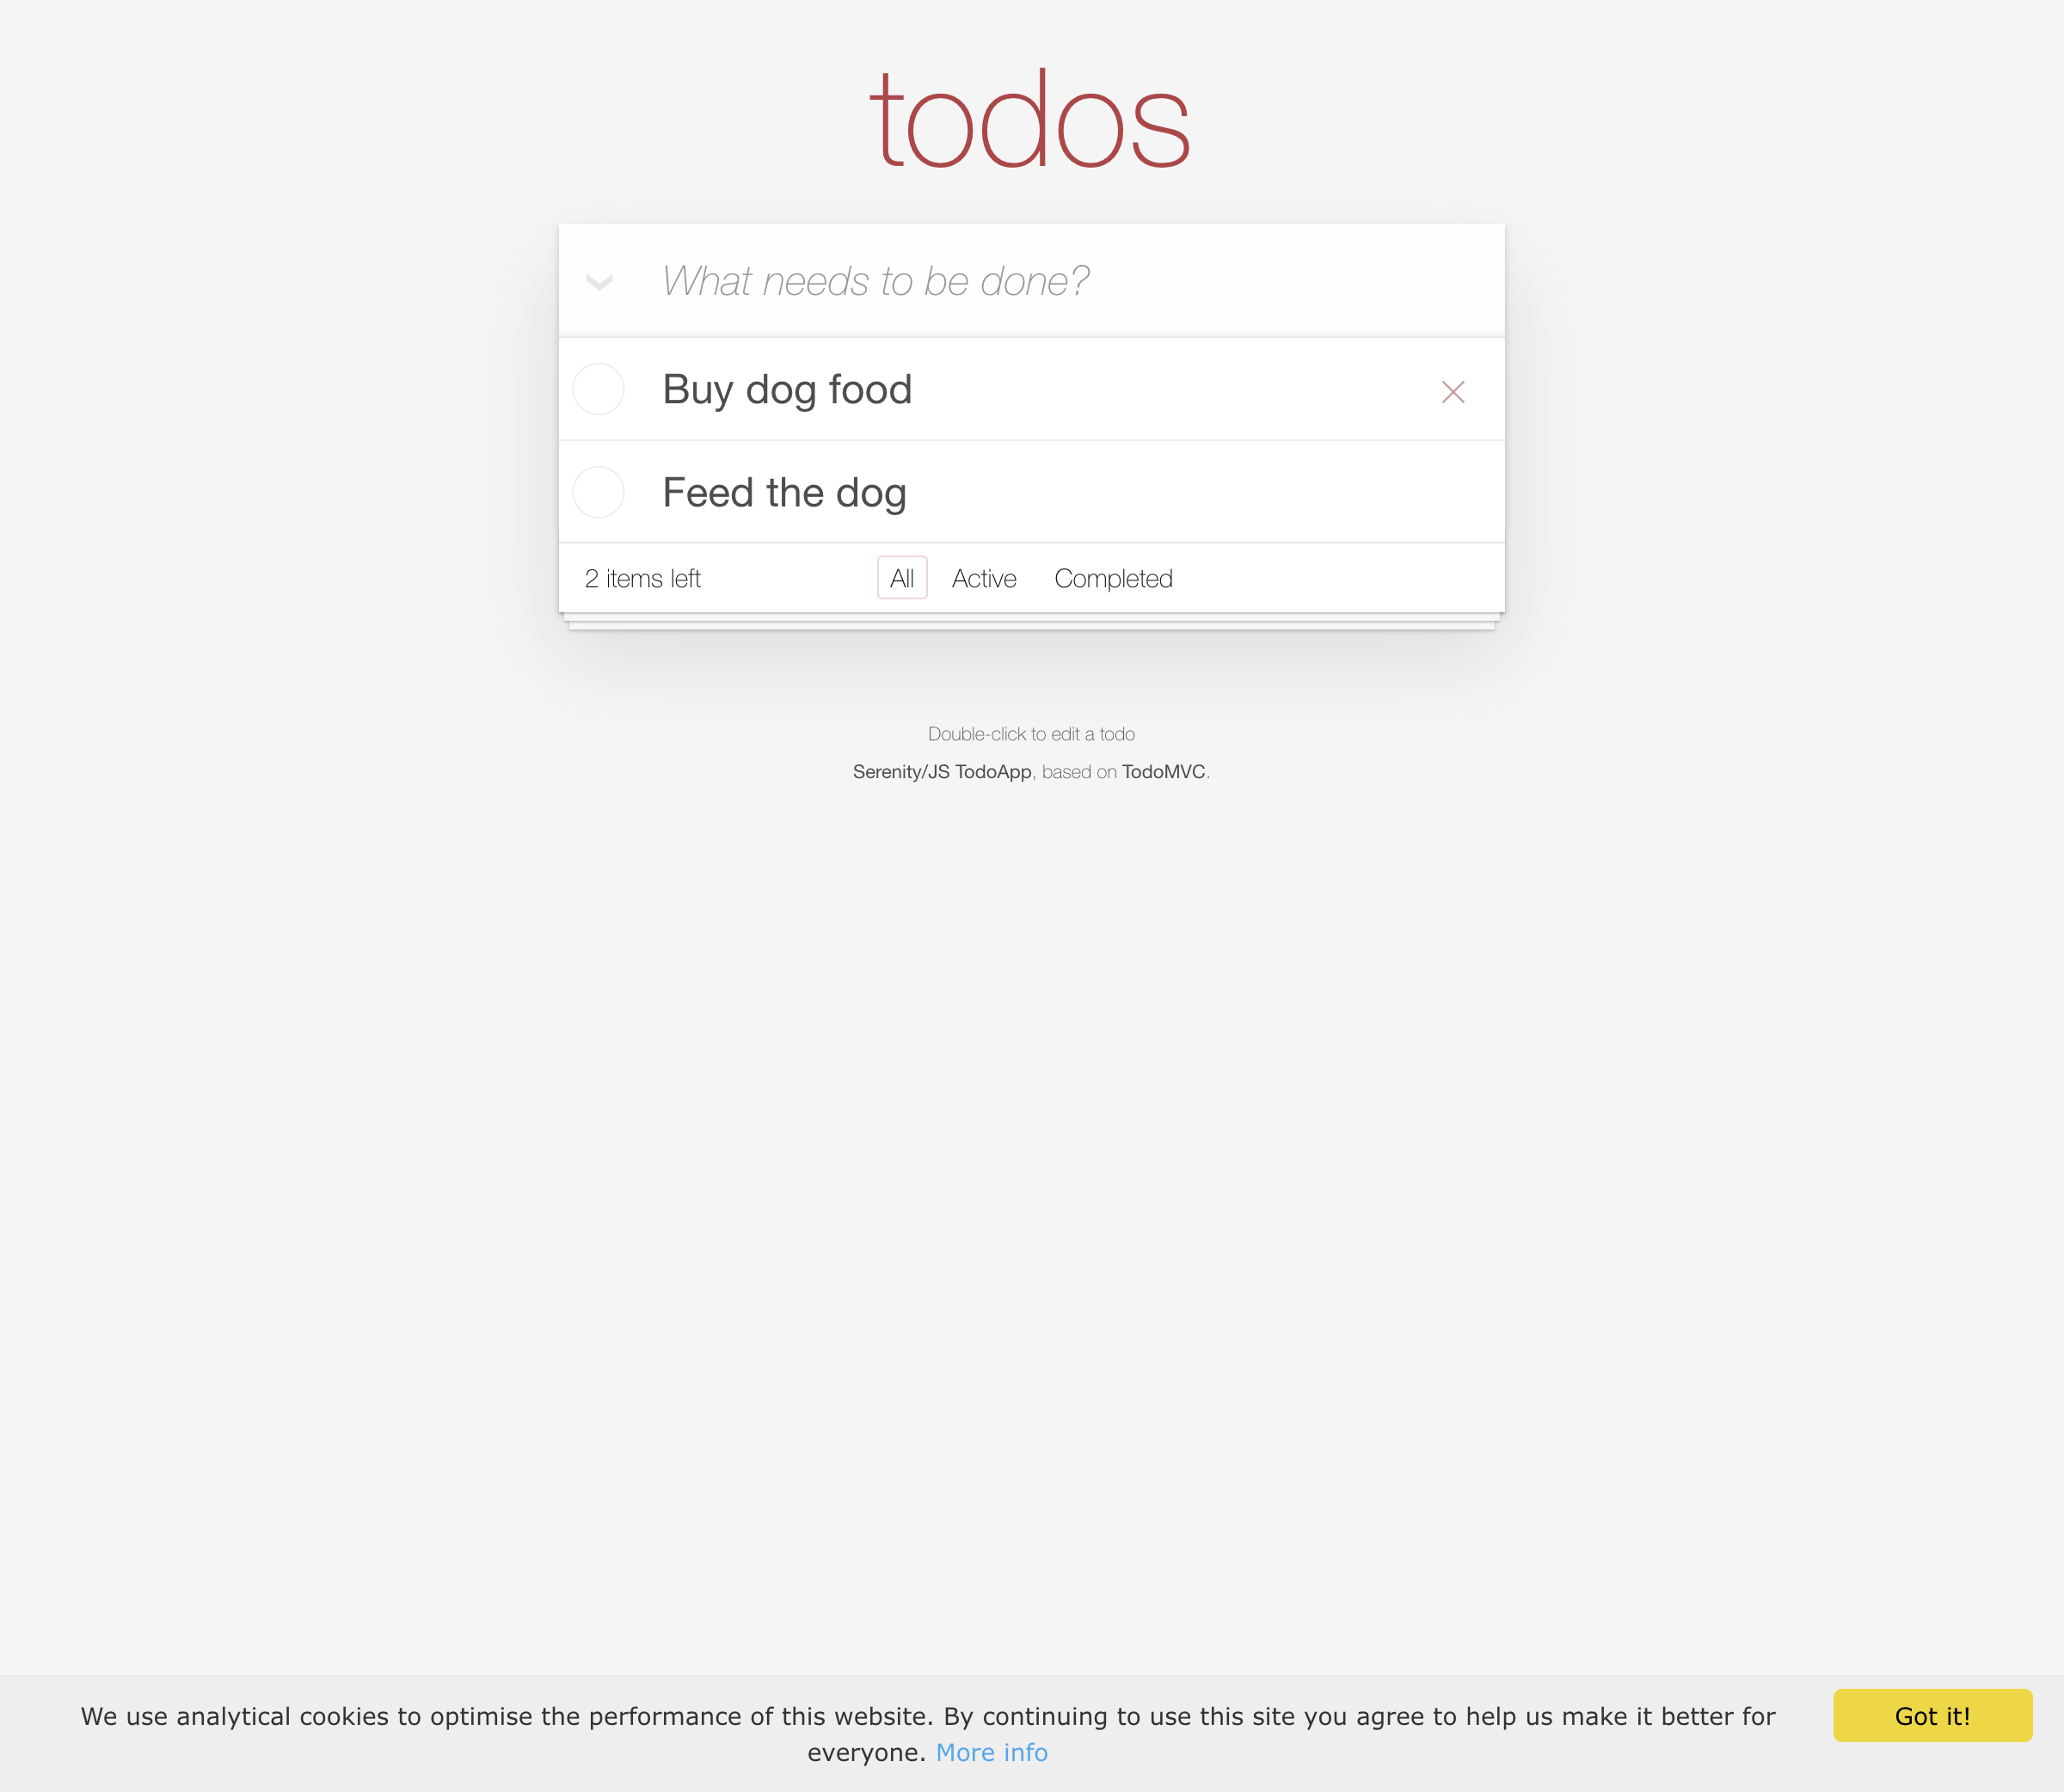 todos
What needs to be done?
Buy dog food
Feed the dog
2 items left All Active Completed
Double-click to edit a todo
Serenity/JS TodoApp, based on TodoMVC.
We use analytical cookies to optimise the performance of this website. By continuing to use this site you agree to help us make it better for
everyone. More info
Got it!